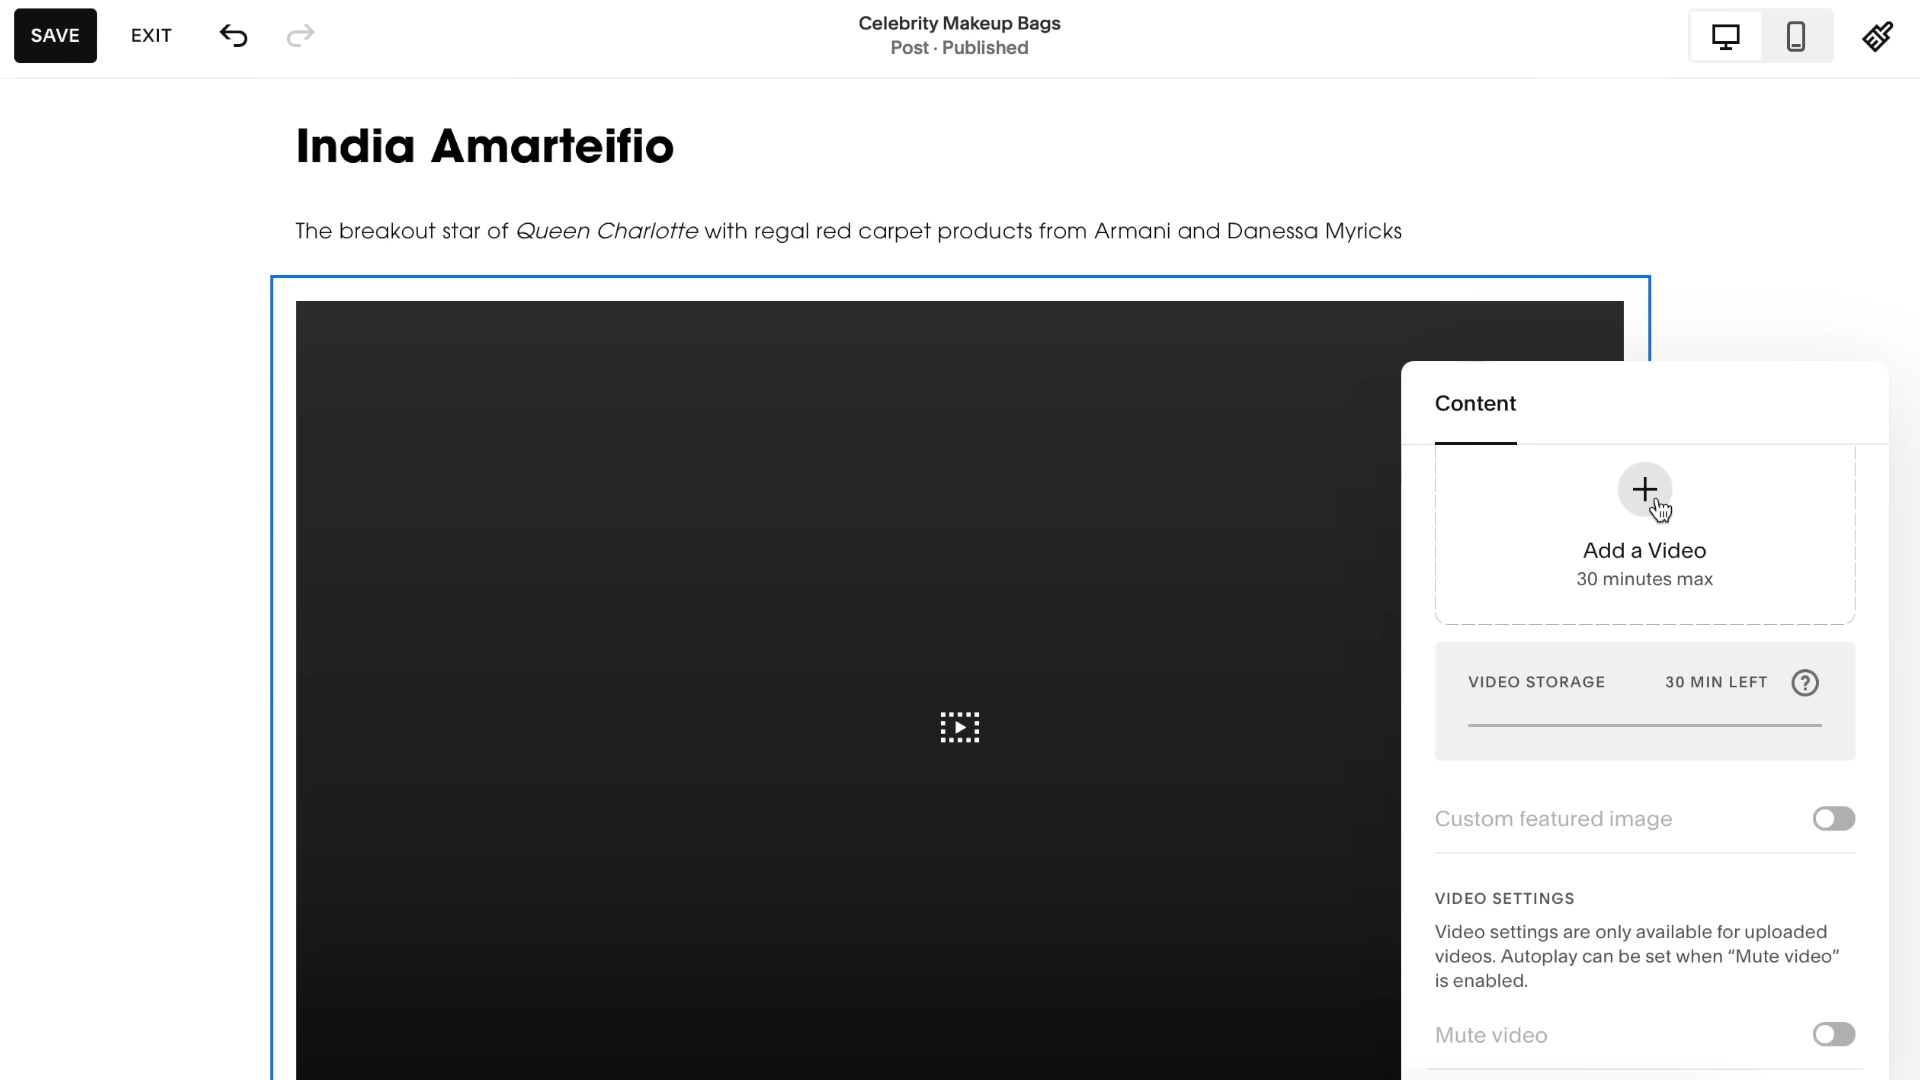 SAVE
EXIT
Celebrity Makeup Bags
Post · Published
India Amarteifio
The breakout star of Queen Charlotte with regal red carpet products from Armani and Danessa Myricks
Content
Add a Video
30 minutes max
VIDEO STORAGE
30 MIN LEFT
?
Custom featured image
VIDEO SETTINGS
Video settings are only available for uploaded
videos. Autoplay can be set when “Mute video”
is enabled.
Mute video